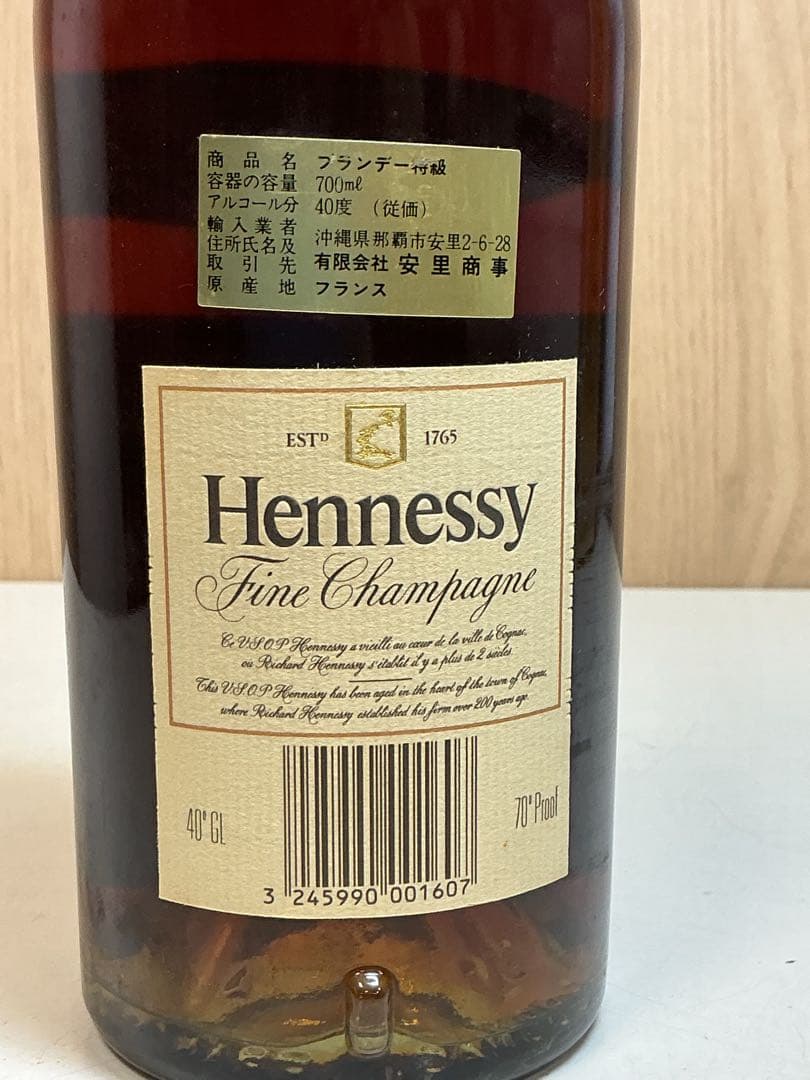 商品名 ブランデー特級
容器の容量 700mℓ
アルコール分 40度 (従価)
輸入業者
住所氏名及 沖縄県那覇市安里2-6-28
取引先 有限会社 安里商事
原産地 フランス
ESTD 1765
Hennessy
Fine Champagne
Ce V.S.O.P Hennessy a vieilli au cœur de la ville de Cognac,
ou Richard Hennessy s'établit il y a plus de 2 siècles.
This V.S.O.P Hennessy has been aged in the heart of the town of Cognac,
where Richard Hennessy established his firm over 200 years ago.
40° GL
70° Proof
3 245990 001607